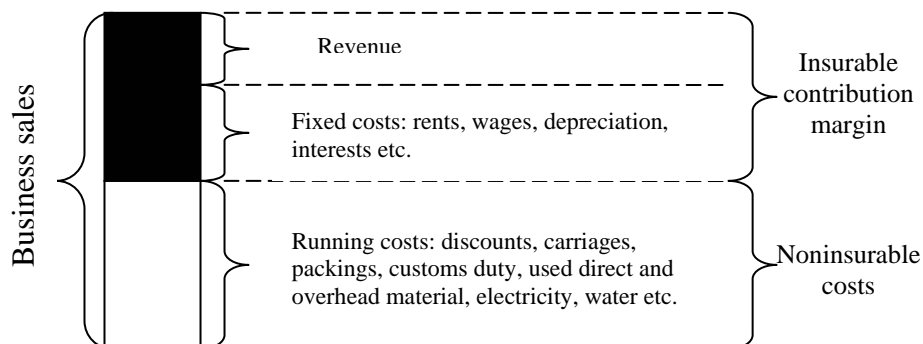 Business sales
Revenue
Fixed costs: rents, wages, depreciation,
interests etc.
Running costs: discounts, carriages,
packings, customs duty, used direct and
overhead material, electricity, water etc.
Insurable
contribution
margin
Noninsurable
costs